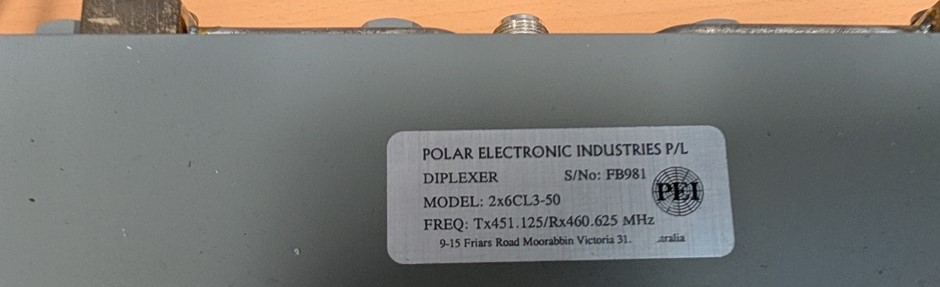 POLAR ELECTRONIC INDUSTRIES P/L
DIPLEXER S/No: FB981
PEI
MODEL: 2x6CL3-50
FREQ: Tx451.125/Rx460.625 MHz
9-15 Friars Road Moorabbin Victoria 31.